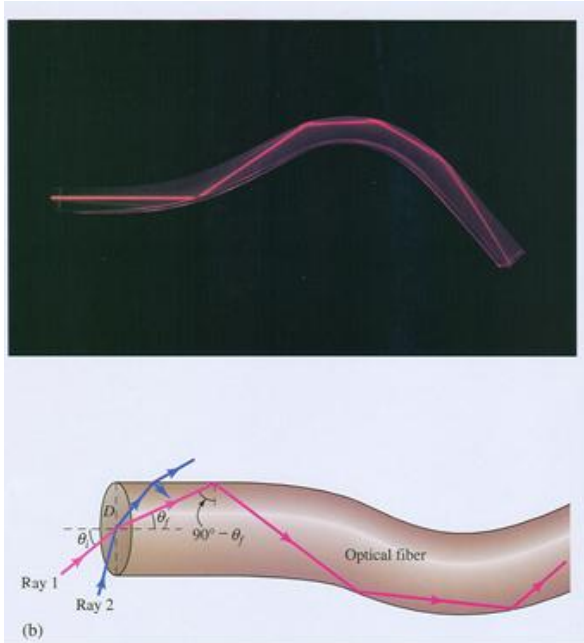 D
θf
θi
90° − θf
Optical fiber
Ray 1
Ray 2
(b)